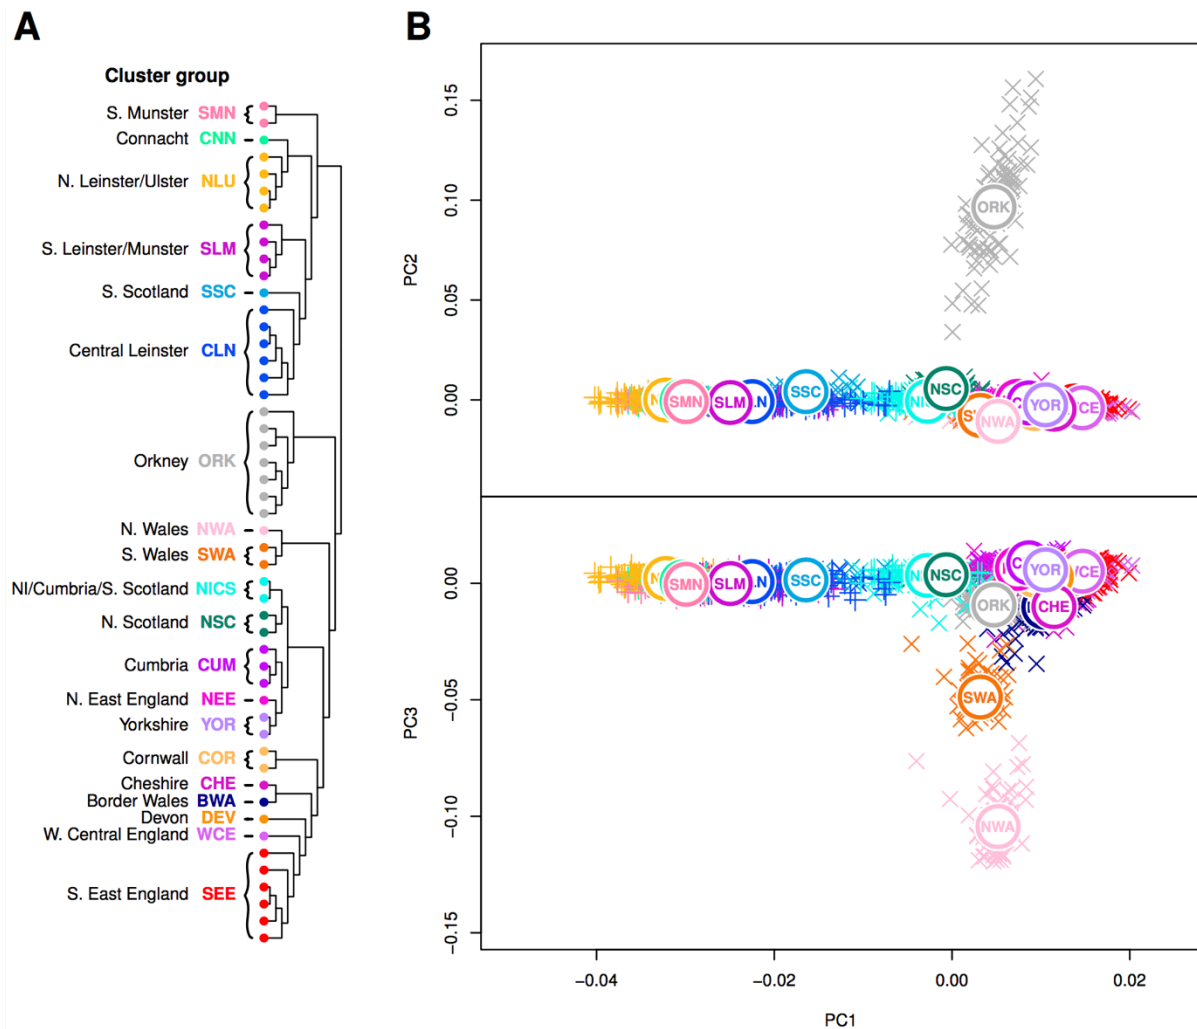 A
B
Cluster group
S. Munster SMN
Connacht CNN
N. Leinster/Ulster NLU
S. Leinster/Munster SLM
S. Scotland SSC
Central Leinster CLN
Orkney ORK
N. Wales NWA
S. Wales SWA
NI/Cumbria/S. Scotland NICS
N. Scotland NSC
Cumbria CUM
N. East England NEE
Yorkshire YOR
Cornwall COR
Cheshire CHE
Border Wales BWA
Devon DEV
W. Central England WCE
S. East England SEE
PC2
0.15
0.10
0.05
0.00
ORK
SMN
SLM
SSC
NSC
NWA
YOR
PC3
0.00
−0.05
−0.10
−0.15
SMN
SLM
SSC
NSC
YOR
ORK
CHE
SWA
NWA
−0.04
−0.02
0.00
0.02
PC1